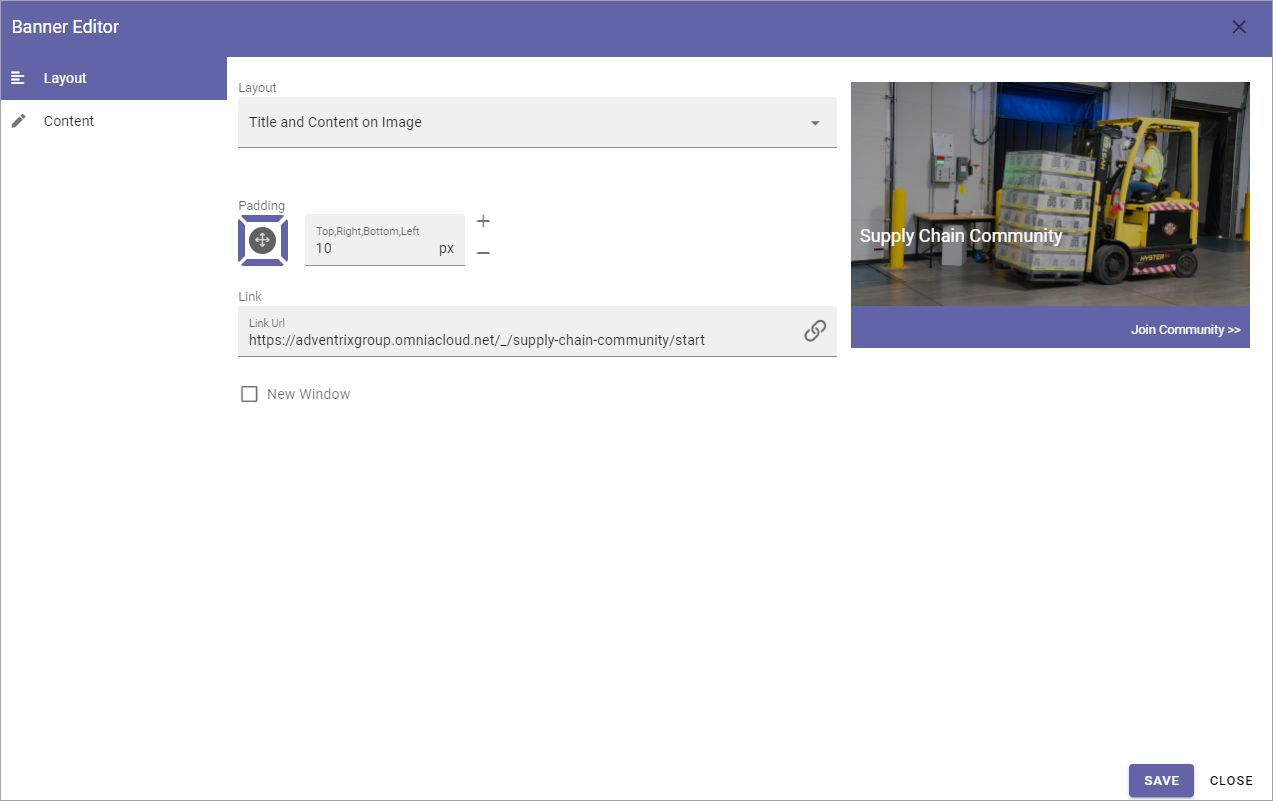 Banner Editor
Layout
Content
Layout
Title and Content on Image
Padding
Top,Right,Bottom,Left
10 px
Link
Link Url
https://adventrixgroup.omniacloud.net/_/supply-chain-community/start
New Window
HYSTER
Supply Chain Community
HYSTER
Join Community >>
SAVE
CLOSE